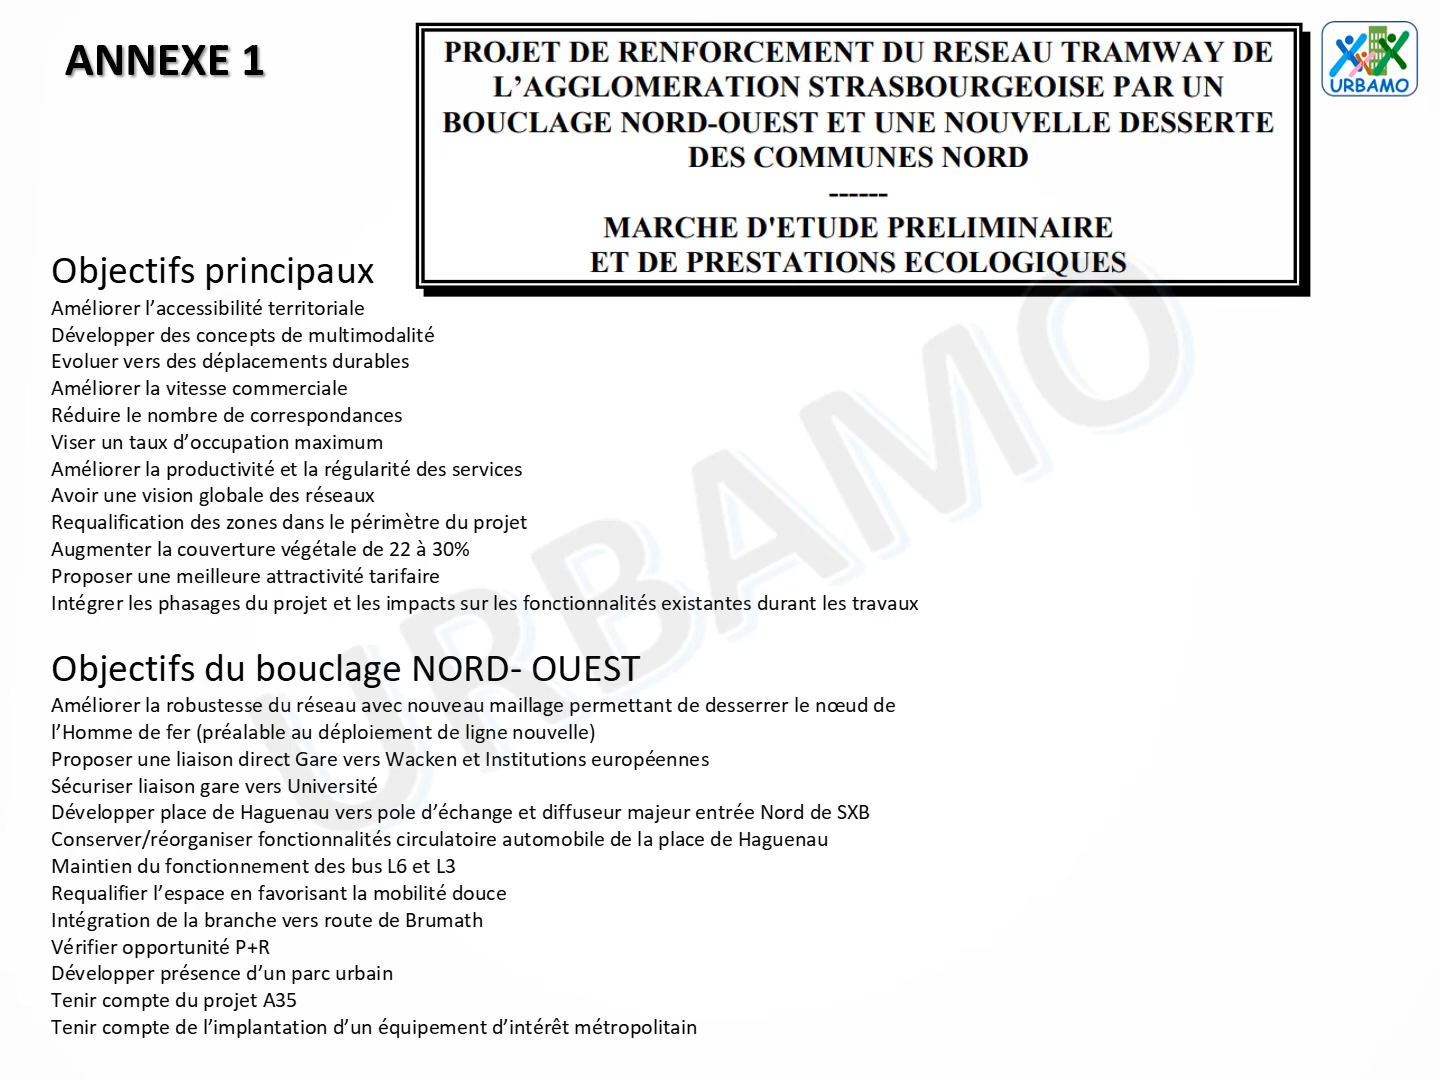 ANNEXE 1
PROJET DE RENFORCEMENT DU RESEAU TRAMWAY DE
L’AGGLOMERATION STRASBOURGEOISE PAR UN
BOUCLAGE NORD-OUEST ET UNE NOUVELLE DESSERTE
DES COMMUNES NORD
------
MARCHE D'ETUDE PRELIMINAIRE
ET DE PRESTATIONS ECOLOGIQUES
URBAMO
Objectifs principaux
Améliorer l’accessibilité territoriale
Développer des concepts de multimodalité
Evoluer vers des déplacements durables
Améliorer la vitesse commerciale
Réduire le nombre de correspondances
Viser un taux d’occupation maximum
Améliorer la productivité et la régularité des services
Avoir une vision globale des réseaux
Requalification des zones dans le périmètre du projet
Augmenter la couverture végétale de 22 à 30%
Proposer une meilleure attractivité tarifaire
Intégrer les phasages du projet et les impacts sur les fonctionnalités existantes durant les travaux
Objectifs du bouclage NORD- OUEST
Améliorer la robustesse du réseau avec nouveau maillage permettant de desserrer le nœud de
l’Homme de fer (préalable au déploiement de ligne nouvelle)
Proposer une liaison direct Gare vers Wacken et Institutions européennes
Sécuriser liaison gare vers Université
Développer place de Haguenau vers pole d’échange et diffuseur majeur entrée Nord de SXB
Conserver/réorganiser fonctionnalités circulatoire automobile de la place de Haguenau
Maintien du fonctionnement des bus L6 et L3
Requalifier l’espace en favorisant la mobilité douce
Intégration de la branche vers route de Brumath
Vérifier opportunité P+R
Développer présence d’un parc urbain
Tenir compte du projet A35
Tenir compte de l’implantation d’un équipement d’intérêt métropolitain
URBAMO